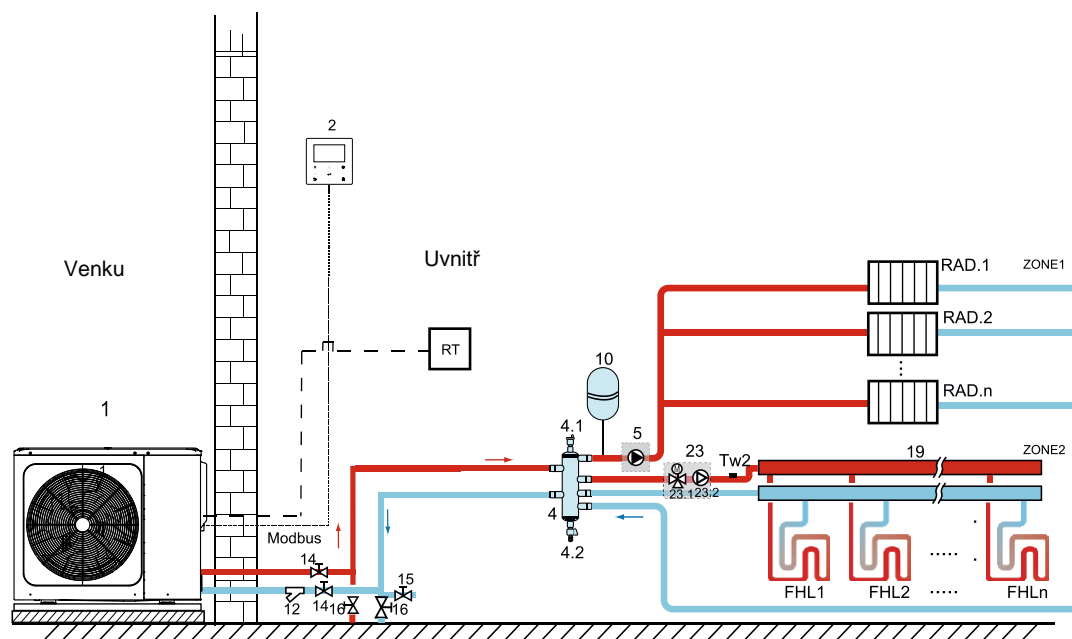 2
Venku
Uvnitř
RAD.1
ZONE1
RAD.2
RT
10
RAD.n
1
4.1
5
23
Tw2
19
ZONE2
M
1
23.1
23.2
4
Modbus
4.2
14
15
12
14
16
16
FHL1
FHL2
FHLn